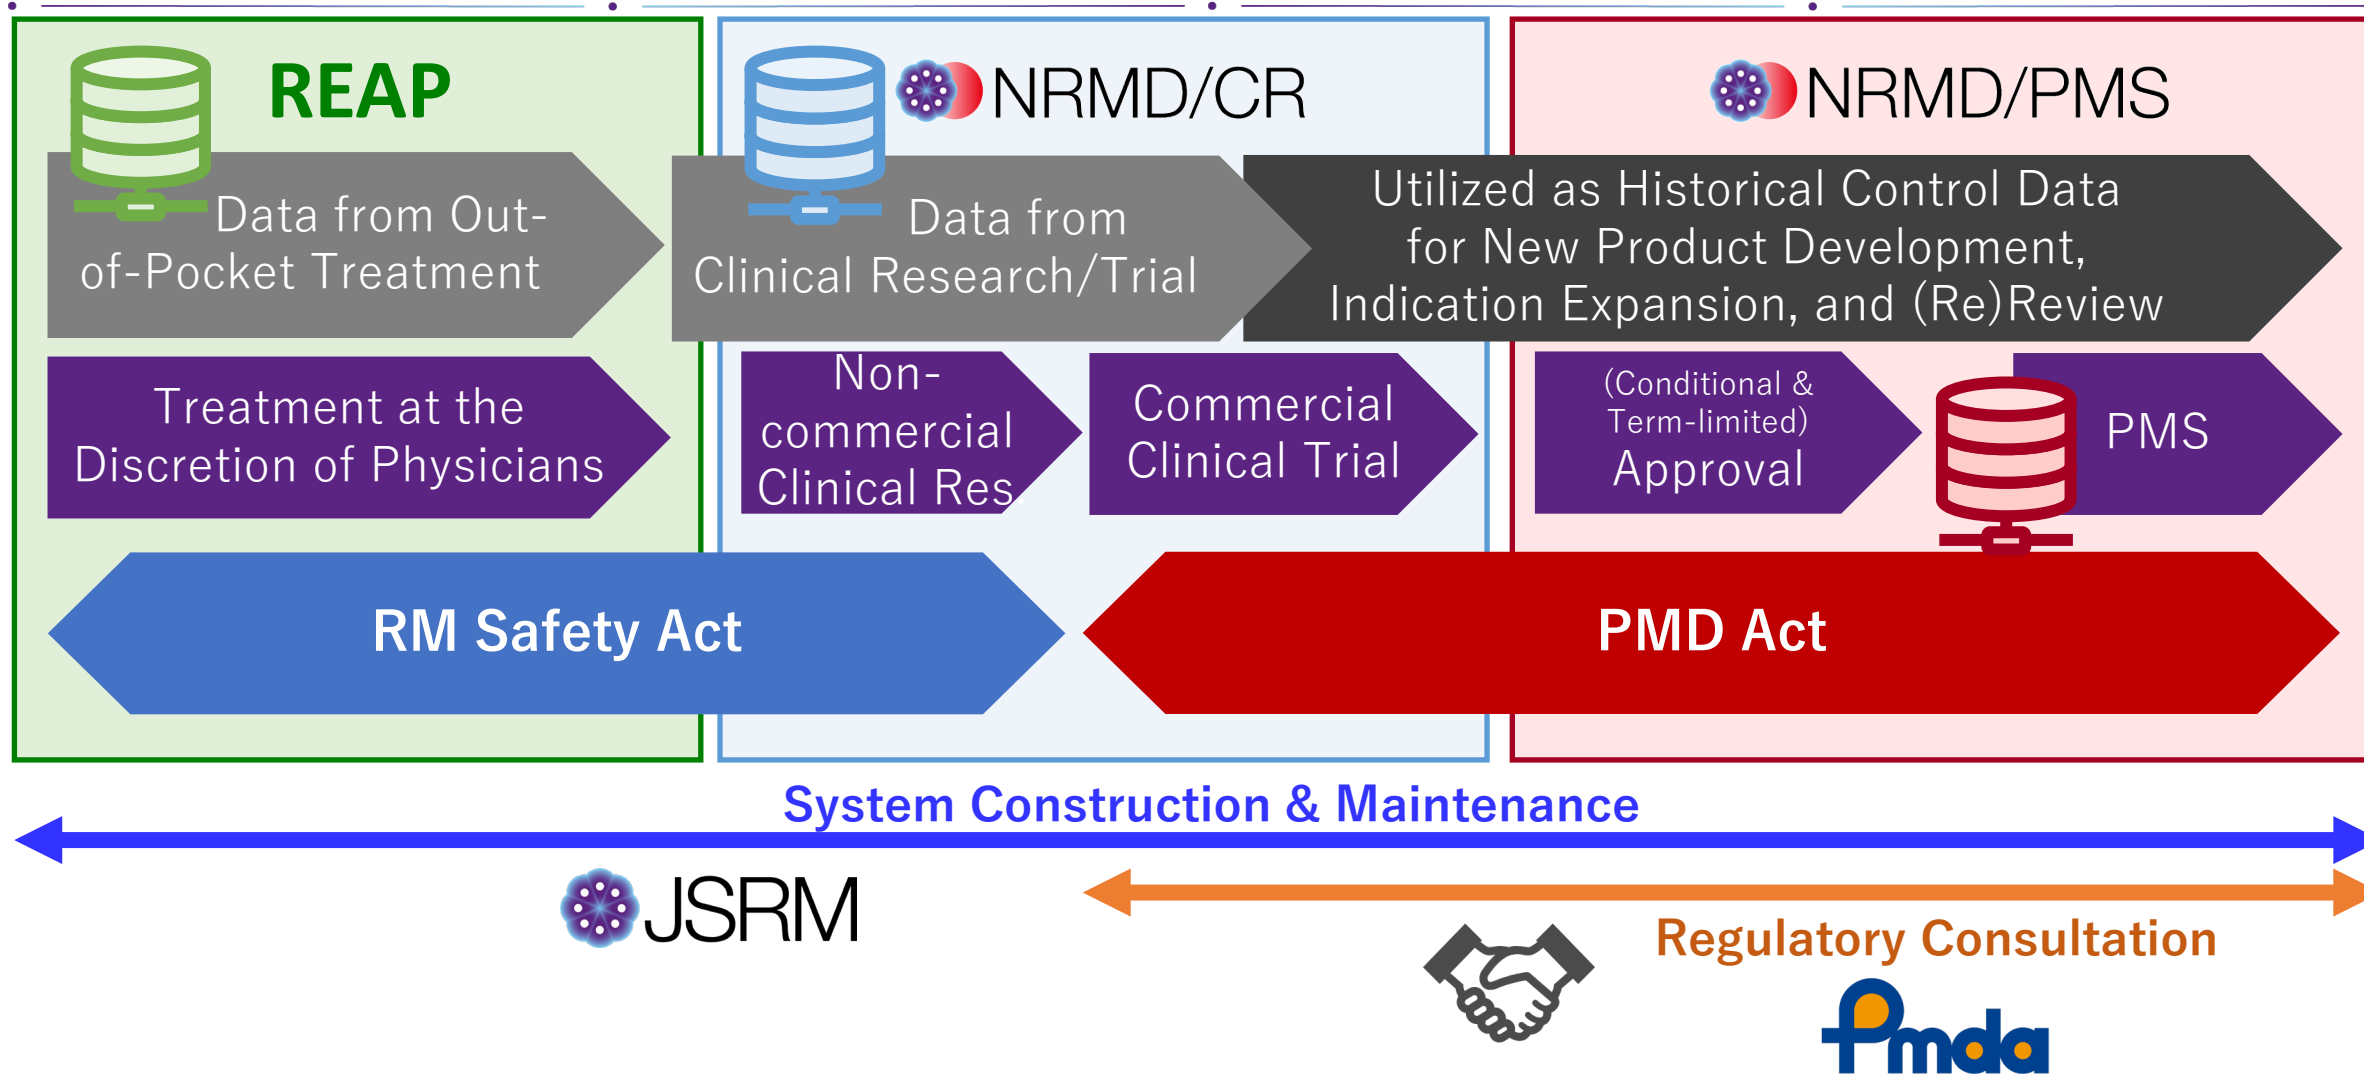 REAP
Data from Out-
of-Pocket Treatment
Treatment at the
Discretion of Physicians
NRMD/CR
Data from
Clinical Research/Trial
Non-
commercial
Clinical Res
Commercial
Clinical Trial
NRMD/PMS
Utilized as Historical Control Data
for New Product Development,
Indication Expansion, and (Re)Review
(Conditional &
Term-limited)
Approval
PMS
RM Safety Act
PMD Act
System Construction & Maintenance
JSRM
Regulatory Consultation
Pmda